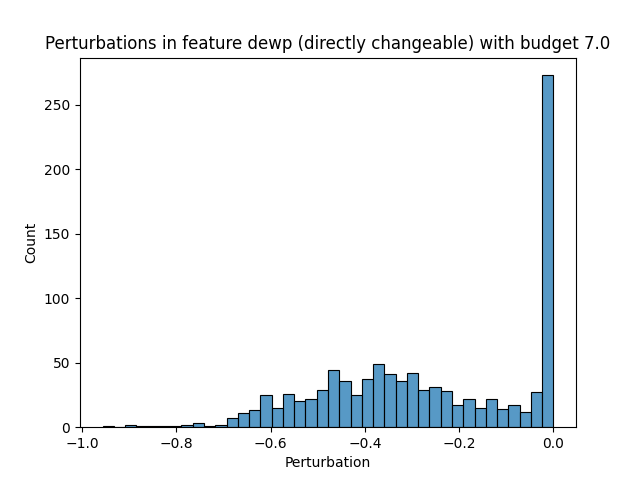 Perturbations in feature dewp (directly changeable) with budget 7.0
250
200
150
100
50
0
Count
−1.0 −0.8 −0.6 −0.4 −0.2 0.0
Perturbation